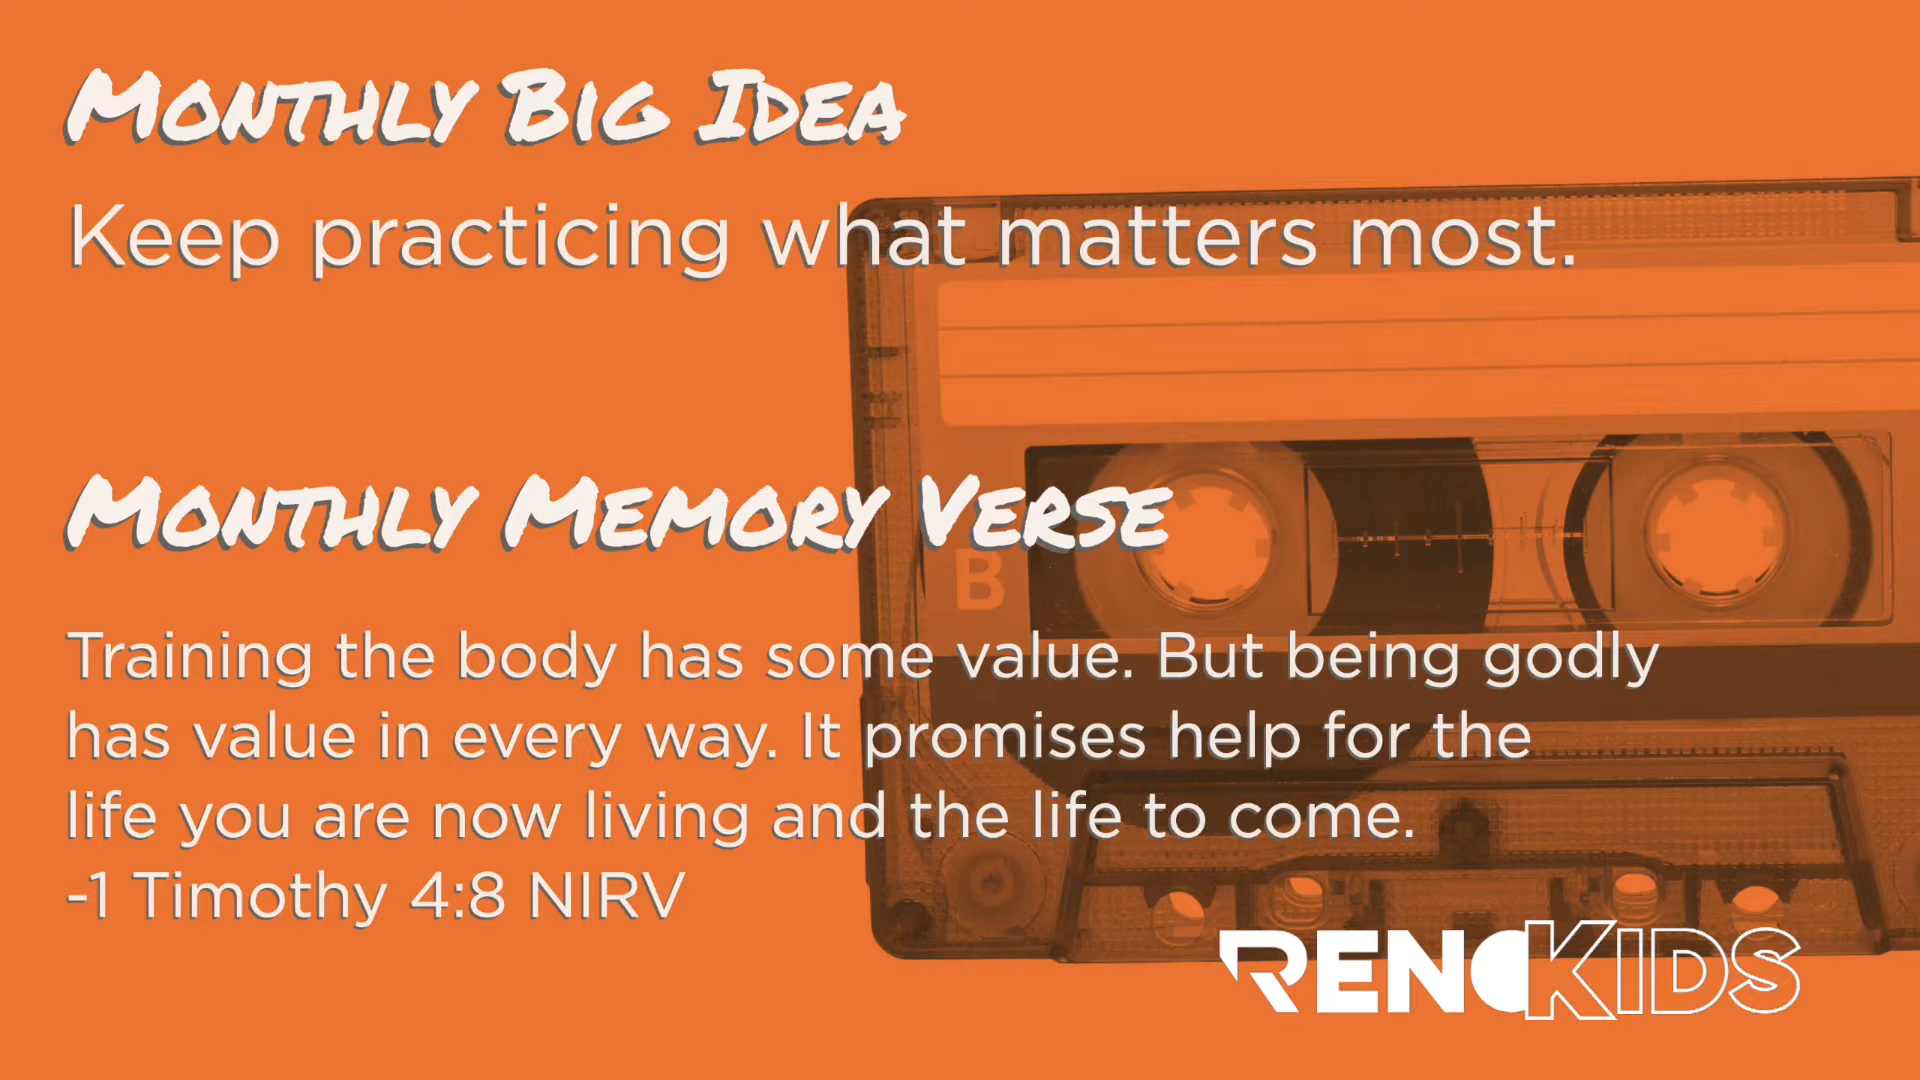 Monthly Big Idea
Keep practicing what matters most.
Monthly Memory Verse
B
Training the body has some value. But being godly
has value in every way. It promises help for the
life you are now living and the life to come.
-1 Timothy 4:8 NIRV
RENOKIDS